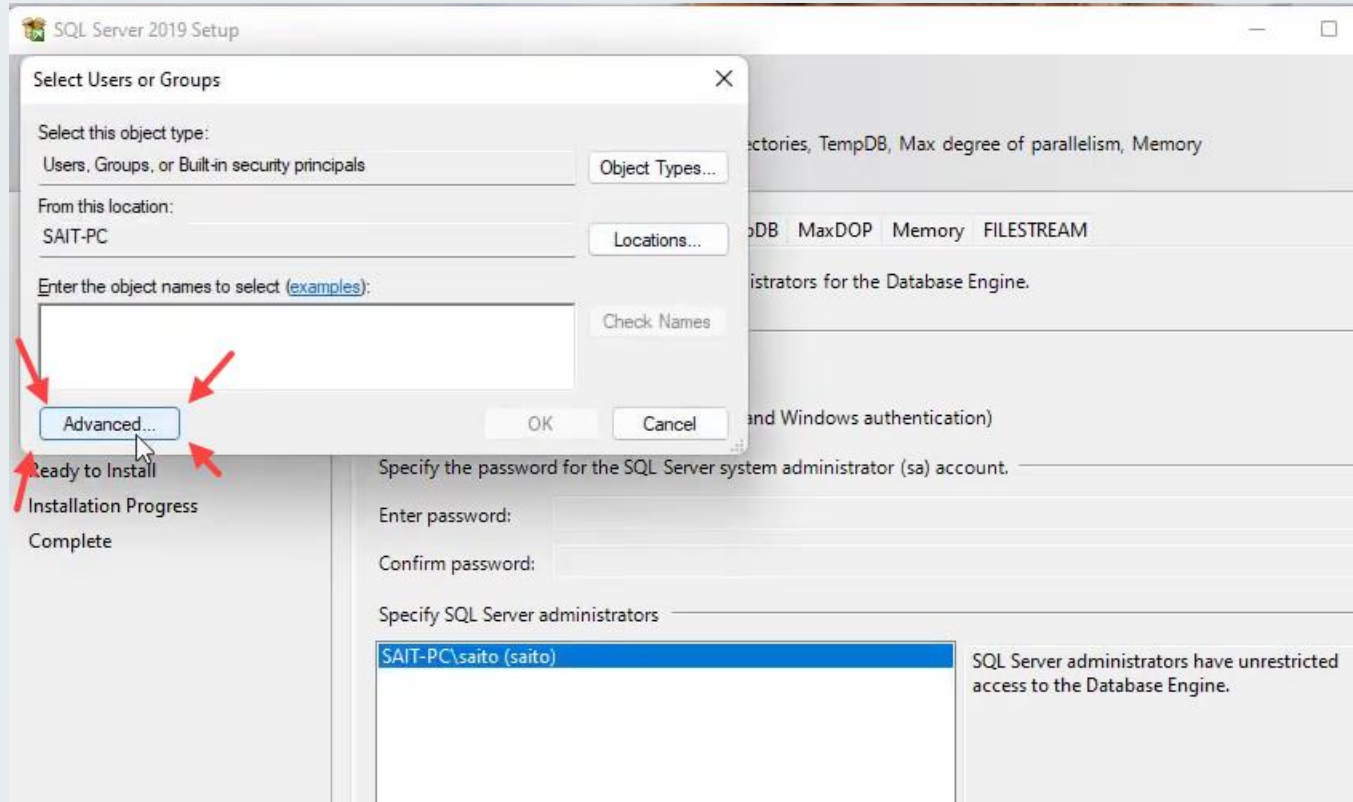 SQL Server 2019 Setup
Select Users or Groups
Select this object type:
Users, Groups, or Built-in security principals
Object Types...
From this location:
SAIT-PC
Locations...
Enter the object names to select (examples):
Check Names
Advanced...
OK
Cancel
TempDB, Max degree of parallelism, Memory
MaxDOP Memory FILESTREAM
for the Database Engine.
and Windows authentication)
Ready to Install
Installation Progress
Complete
Specify the password for the SQL Server system administrator (sa) account.
Enter password:
Confirm password:
Specify SQL Server administrators
SAIT-PC\saito (saito)
SQL Server administrators have unrestricted
access to the Database Engine.